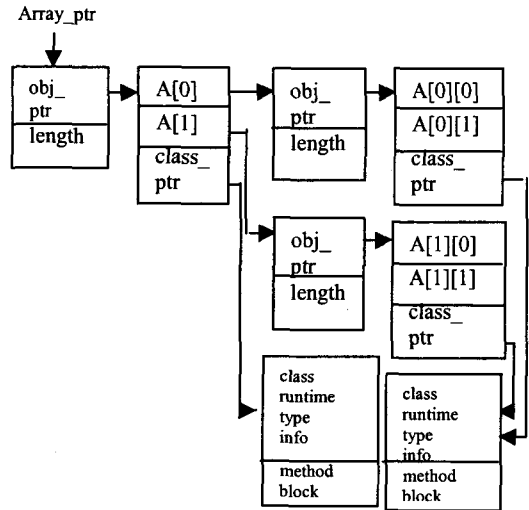 Array_ptr
obj_
ptr
length
A[0]
A[1]
class_
ptr
obj_
ptr
length
A[0][0]
A[0][1]
class_
ptr
obj_
ptr
length
A[1][0]
A[1][1]
class_
ptr
class
runtime
type
info
method
block
class
runtime
type
info
method
block